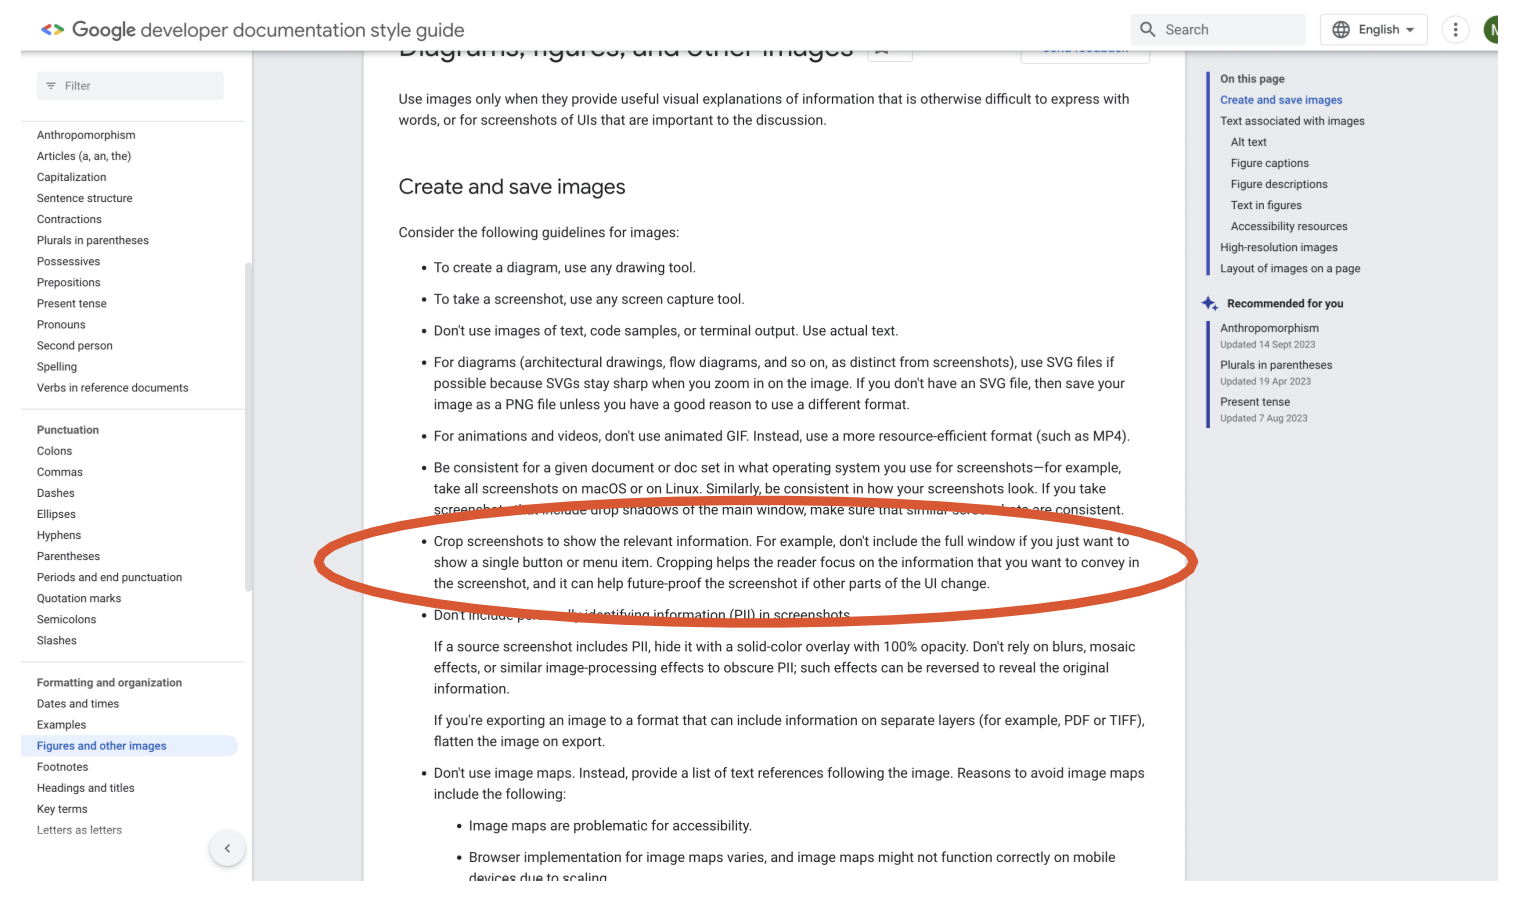 Google developer documentation style guide
Search
English
Filter
Anthropomorphism
Articles (a, an, the)
Capitalization
Sentence structure
Contractions
Plurals in parentheses
Possessives
Prepositions
Present tense
Pronouns
Second person
Spelling
Verbs in reference documents
Punctuation
Colons
Commas
Dashes
Ellipses
Hyphens
Parentheses
Periods and end punctuation
Quotation marks
Semicolons
Slashes
Formatting and organization
Dates and times
Examples
Figures and other images
Footnotes
Headings and titles
Key terms
Letters as letters
Diagrams, figures, and other images
Send feedback
Use images only when they provide useful visual explanations of information that is otherwise difficult to express with
words, or for screenshots of UIs that are important to the discussion.
Create and save images
Consider the following guidelines for images:
• To create a diagram, use any drawing tool.
• To take a screenshot, use any screen capture tool.
• Don't use images of text, code samples, or terminal output. Use actual text.
• For diagrams (architectural drawings, flow diagrams, and so on, as distinct from screenshots), use SVG files if
possible because SVGs stay sharp when you zoom in on the image. If you don't have an SVG file, then save your
image as a PNG file unless you have a good reason to use a different format.
• For animations and videos, don't use animated GIF. Instead, use a more resource-efficient format (such as MP4).
• Be consistent for a given document or doc set in what operating system you use for screenshots—for example,
take all screenshots on macOS or on Linux. Similarly, be consistent in how your screenshots look. If you take
screenshots that include drop shadows of the main window, make sure that similar screenshots are consistent.
• Crop screenshots to show the relevant information. For example, don't include the full window if you just want to
show a single button or menu item. Cropping helps the reader focus on the information that you want to convey in
the screenshot, and it can help future-proof the screenshot if other parts of the UI change.
• Don't include personally identifying information (PII) in screenshots.
If a source screenshot includes PII, hide it with a solid-color overlay with 100% opacity. Don't rely on blurs, mosaic
effects, or similar image-processing effects to obscure PII; such effects can be reversed to reveal the original
information.
If you're exporting an image to a format that can include information on separate layers (for example, PDF or TIFF),
flatten the image on export.
• Don't use image maps. Instead, provide a list of text references following the image. Reasons to avoid image maps
include the following:
• Image maps are problematic for accessibility.
• Browser implementation for image maps varies, and image maps might not function correctly on mobile
devices due to scaling.
On this page
Create and save images
Text associated with images
Alt text
Figure captions
Figure descriptions
Text in figures
Accessibility resources
High-resolution images
Layout of images on a page
Recommended for you
Anthropomorphism
Updated 14 Sept 2023
Plurals in parentheses
Updated 19 Apr 2023
Present tense
Updated 7 Aug 2023